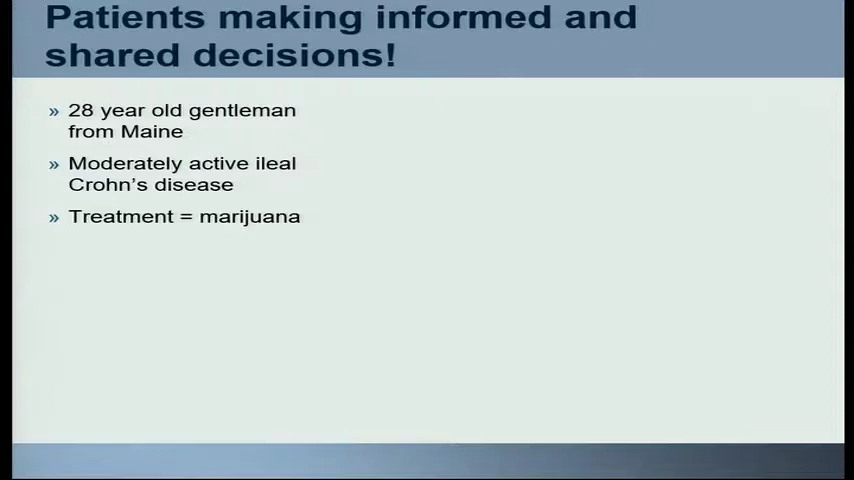 Patients making informed and
shared decisions!
» 28 year old gentleman
from Maine
» Moderately active ileal
Crohn’s disease
» Treatment = marijuana